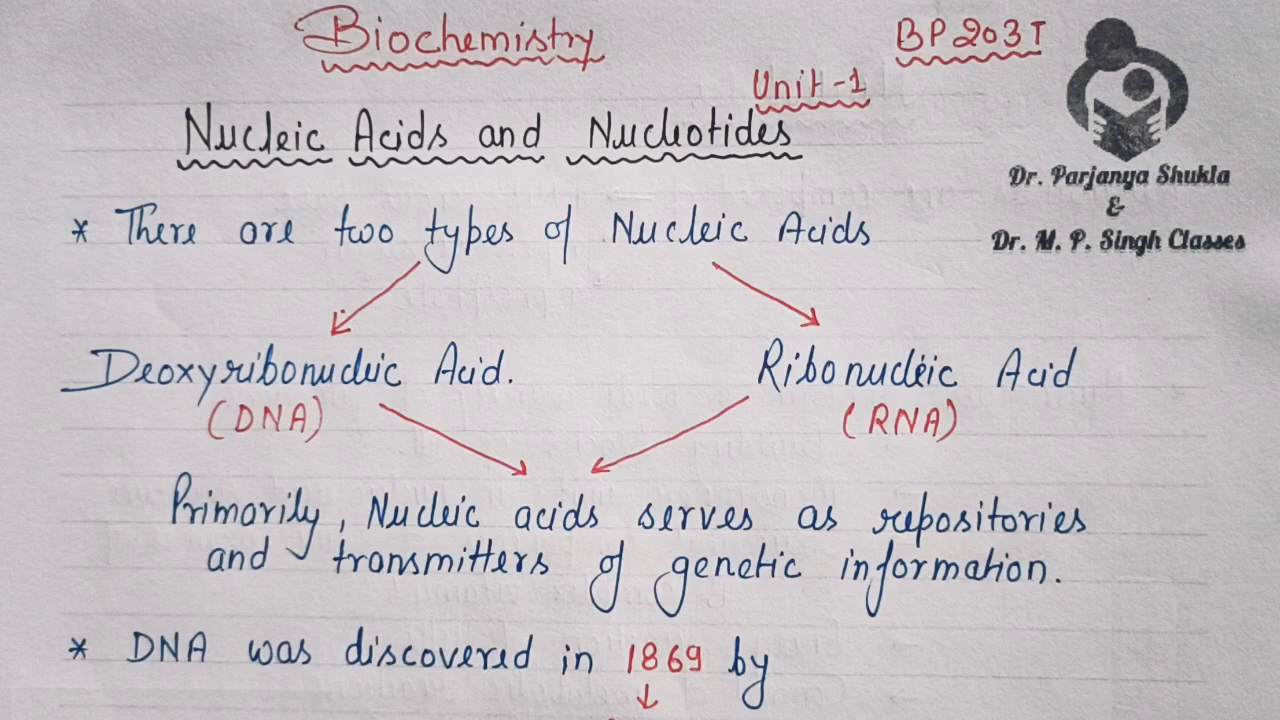 Biochemistry
BP203T
Unit-1
Nucleic Acids and Nucleotides
Dr. Parjanya Shukla
&
Dr. M. P. Singh Classes
* There are two types of Nucleic Acids
Deoxyribonucleic Acid.
(DNA)
Ribonucleic Acid
(RNA)
Primarily, Nucleic acids serves as repositories
and transmitters of genetic information.
* DNA was discovered in 1869 by